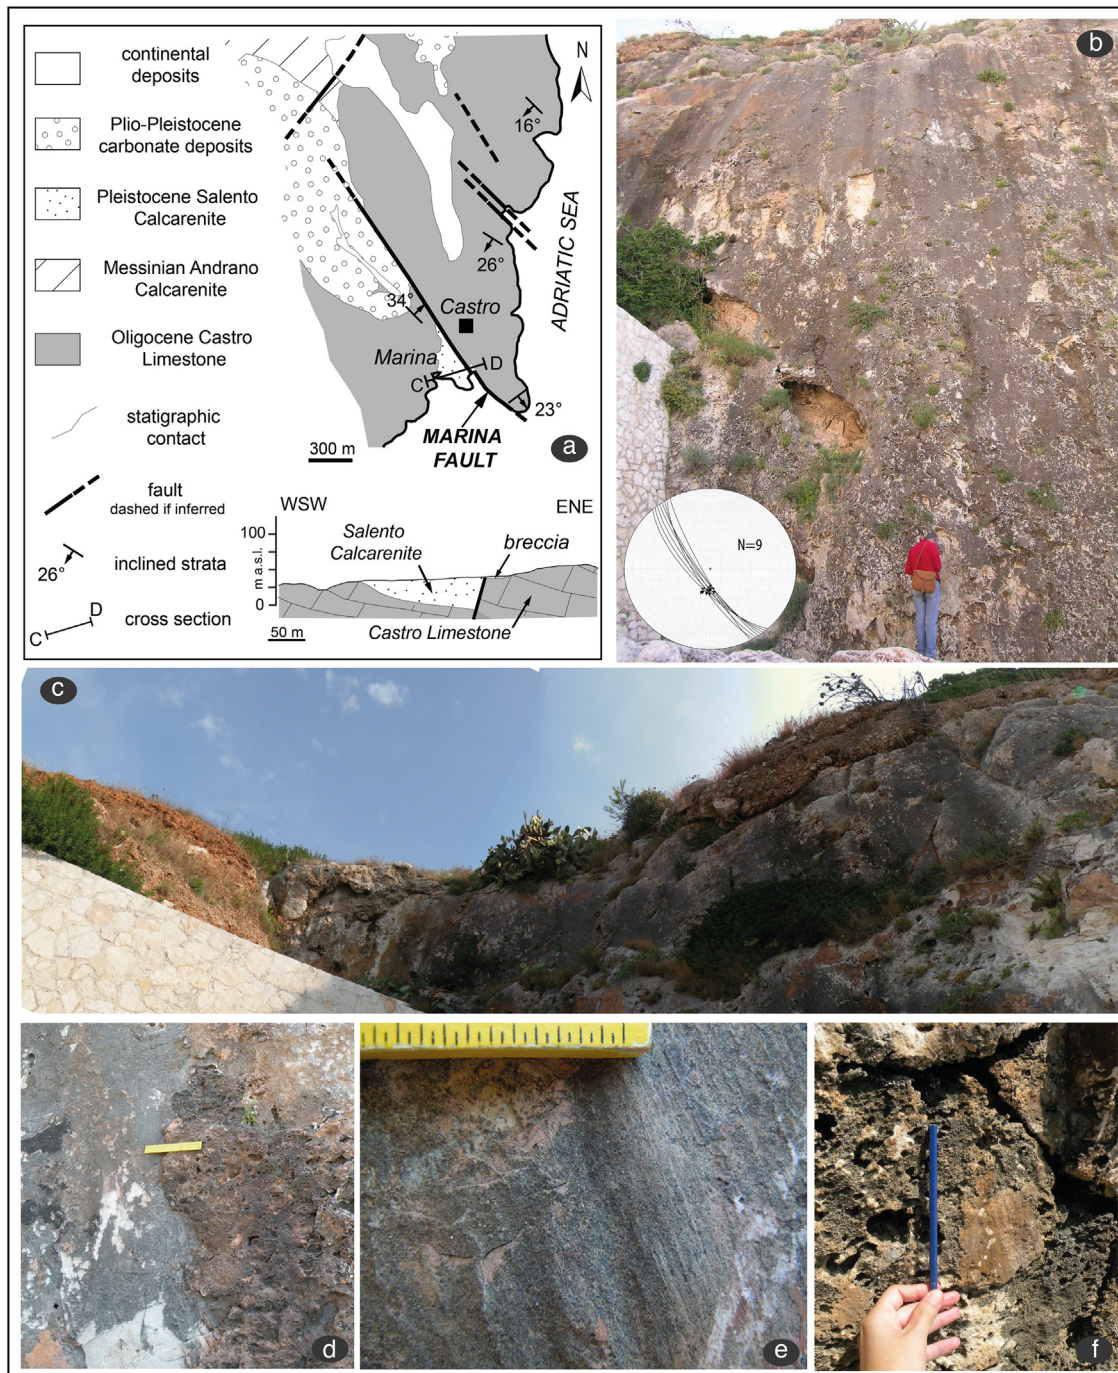 continental
deposits
Plio-Pleistocene
carbonate deposits
Pleistocene Salento
Calcarenite
Messinian Andrano
Calcarenite
Oligocene Castro
Limestone
statigraphic
contact
fault
dashed if inferred
26°
inclined strata
D
C
cross section
N
16°
26°
ADRIATIC SEA
34°
Castro
Marina
C
D
23°
MARINA
FAULT
300 m
a
WSW
ENE
100
m a.s.l.
0
Salento
Calcarenite
breccia
Castro Limestone
50 m
b
N=9
c
d
e
f